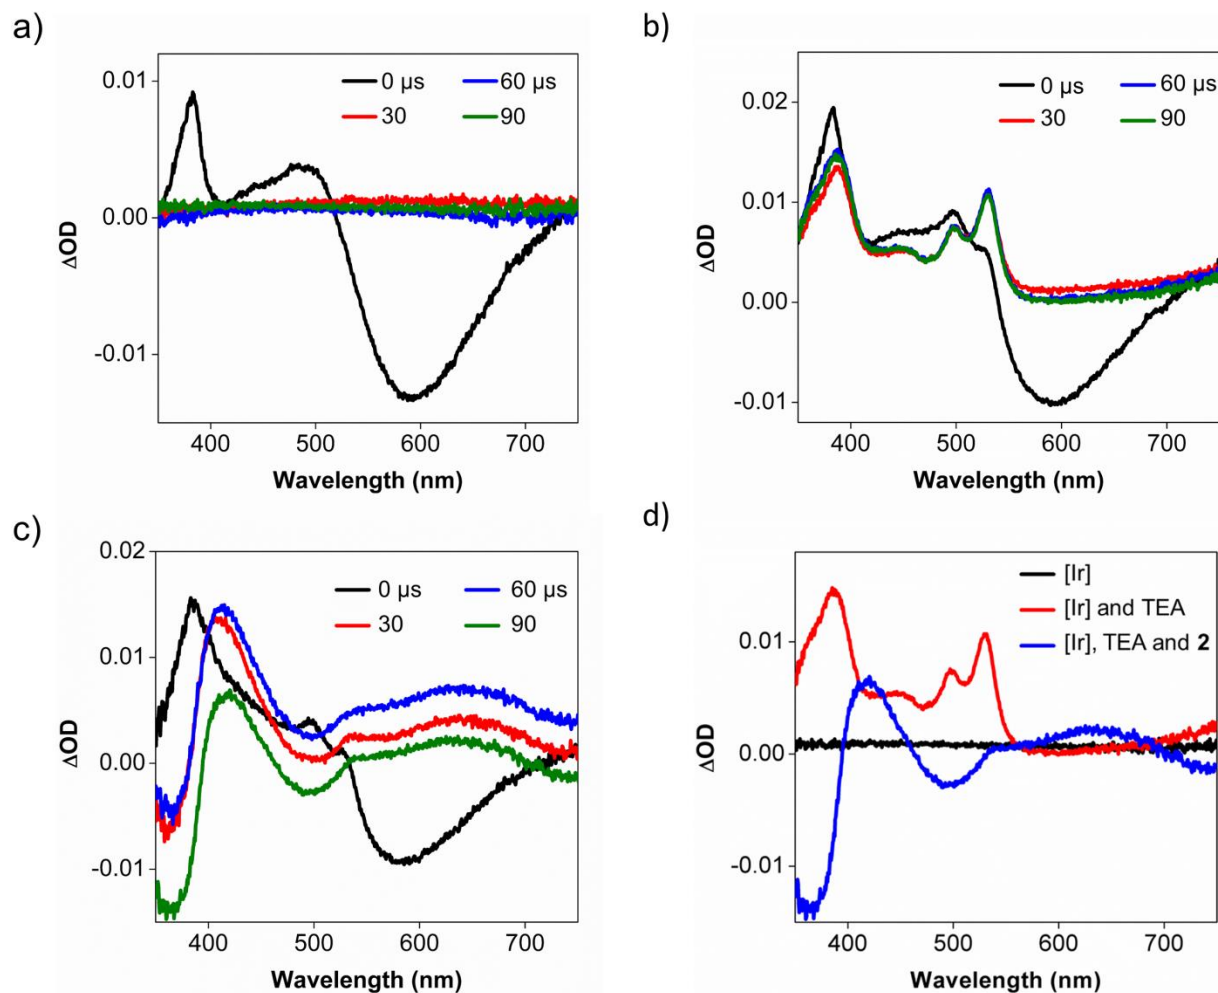 a)
0 µs
60 µs
30
90
0.01
0.00
-0.01
ΔOD
400
500
600
700
Wavelength (nm)
b)
0 µs
60 µs
30
90
0.02
0.01
0.00
-0.01
ΔOD
400
500
600
700
Wavelength (nm)
c)
0 µs
60 µs
30
90
0.02
0.01
0.00
-0.01
ΔOD
400
500
600
700
Wavelength (nm)
d)
[Ir]
[Ir] and TEA
[Ir], TEA and 2
0.01
0.00
-0.01
ΔOD
400
500
600
700
Wavelength (nm)